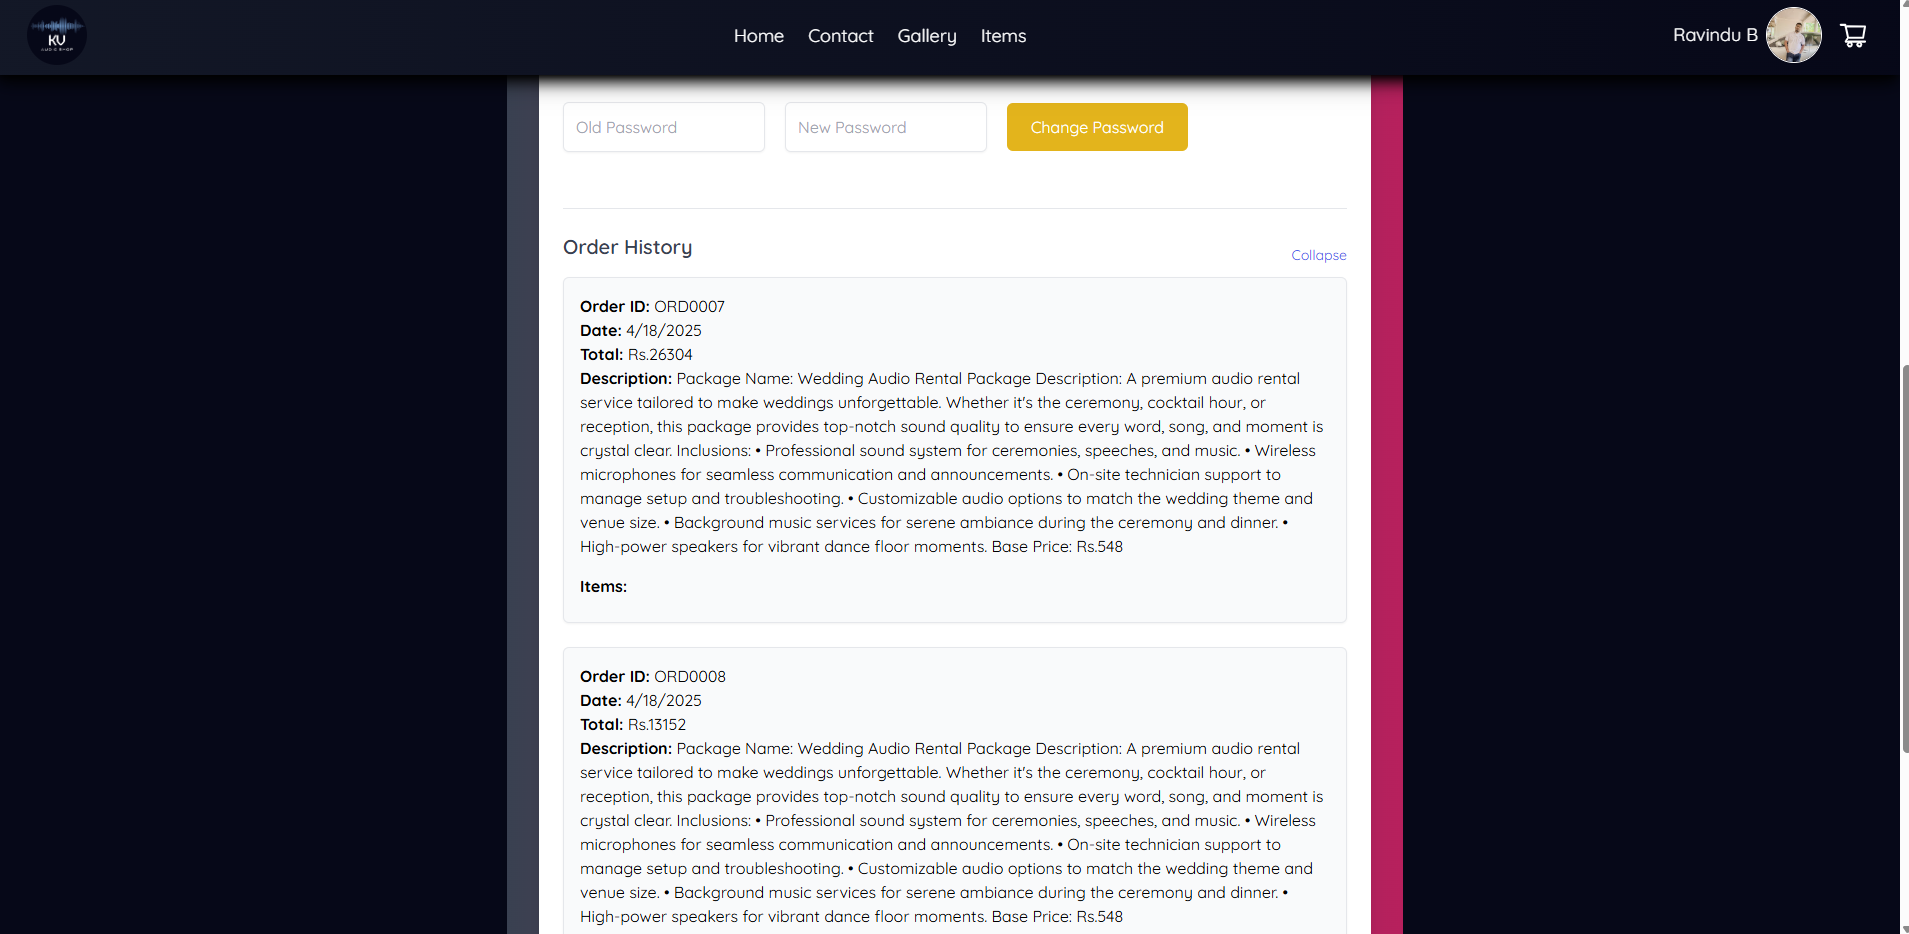 KV
AUDIO SHOP
Home Contact Gallery Items
Ravindu B
Old Password New Password Change Password
Order History
Collapse
Order ID: ORD0007
Date: 4/18/2025
Total: Rs.26304
Description: Package Name: Wedding Audio Rental Package Description: A premium audio rental
service tailored to make weddings unforgettable. Whether it's the ceremony, cocktail hour, or
reception, this package provides top-notch sound quality to ensure every word, song, and moment is
crystal clear. Inclusions: • Professional sound system for ceremonies, speeches, and music. • Wireless
microphones for seamless communication and announcements. • On-site technician support to
manage setup and troubleshooting. • Customizable audio options to match the wedding theme and
venue size. • Background music services for serene ambiance during the ceremony and dinner. •
High-power speakers for vibrant dance floor moments. Base Price: Rs.548
Items:
Order ID: ORD0008
Date: 4/18/2025
Total: Rs.13152
Description: Package Name: Wedding Audio Rental Package Description: A premium audio rental
service tailored to make weddings unforgettable. Whether it's the ceremony, cocktail hour, or
reception, this package provides top-notch sound quality to ensure every word, song, and moment is
crystal clear. Inclusions: • Professional sound system for ceremonies, speeches, and music. • Wireless
microphones for seamless communication and announcements. • On-site technician support to
manage setup and troubleshooting. • Customizable audio options to match the wedding theme and
venue size. • Background music services for serene ambiance during the ceremony and dinner. •
High-power speakers for vibrant dance floor moments. Base Price: Rs.548